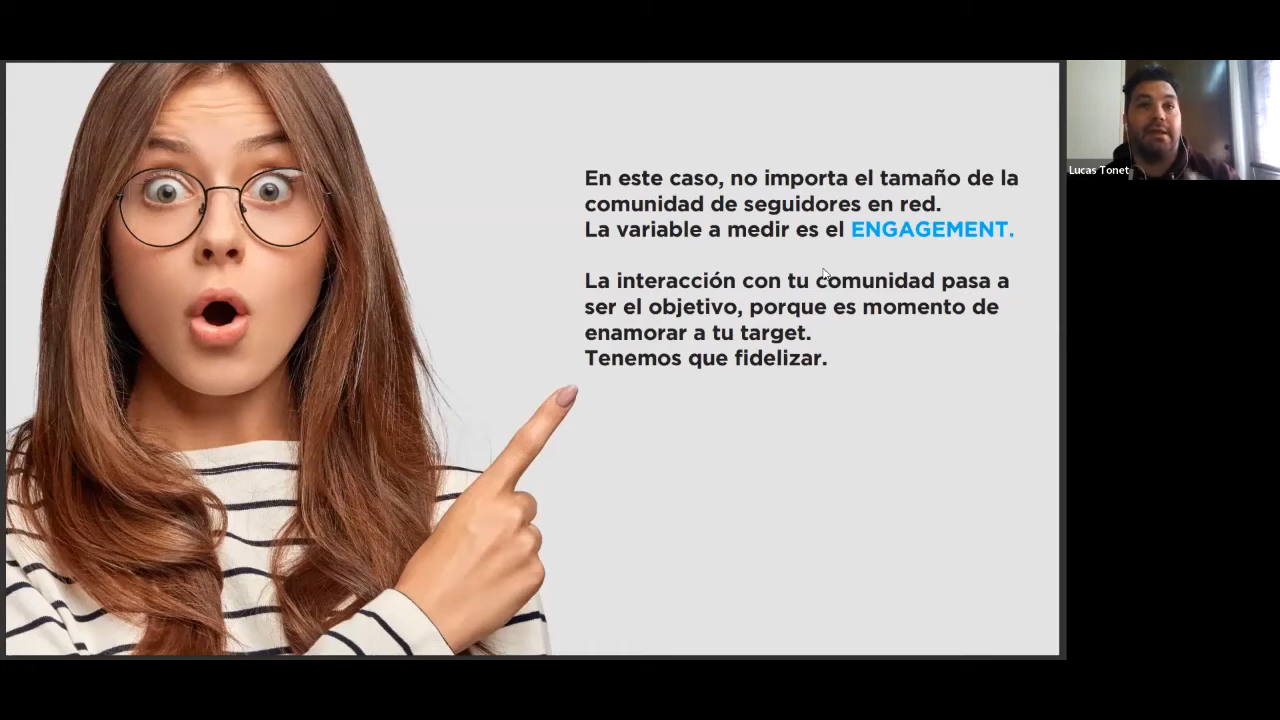 En este caso, no importa el tamaño de la
comunidad de seguidores en red.
La variable a medir es el ENGAGEMENT.
La interacción con tu comunidad pasa a
ser el objetivo, porque es momento de
enamorar a tu target.
Tenemos que fidelizar.
Lucas Tonet